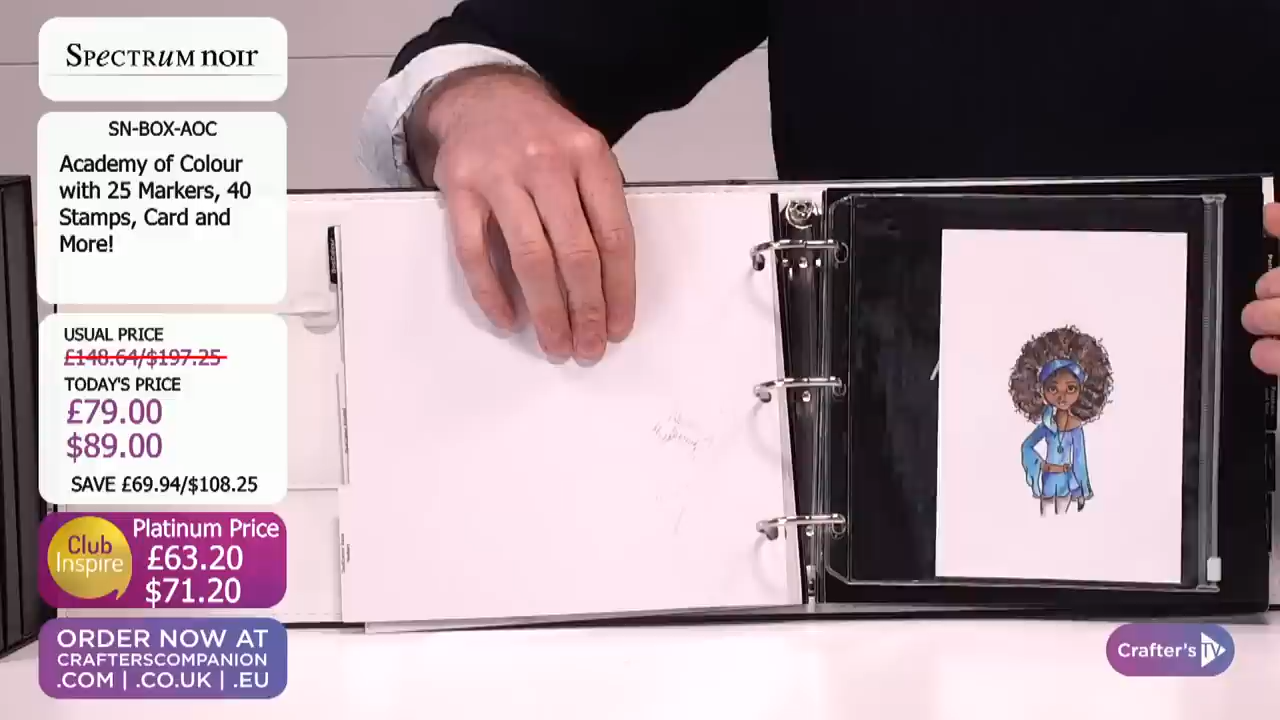 SPECTRUM NOIR
SN-BOX-AOC
Academy of Colour
with 25 Markers, 40
Stamps, Card and
More!
USUAL PRICE
£148.64/$197.25
TODAY'S PRICE
£79.00
$89.00
SAVE £69.94/$108.25
Club
Inspire
Platinum Price
£63.20
$71.20
ORDER NOW AT
CRAFTERSCOMPANION
.COM | .CO.UK | .EU
Crafter's TV